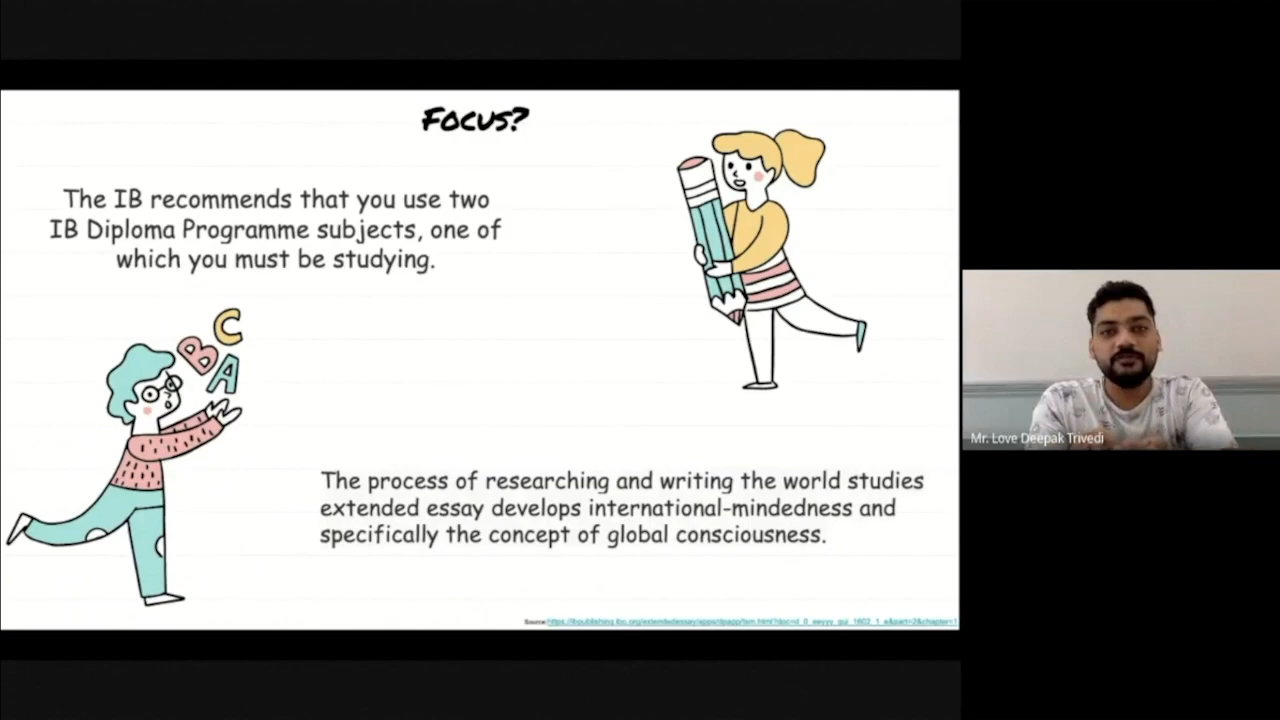 Focus?
The IB recommends that you use two
IB Diploma Programme subjects, one of
which you must be studying.
B C
A
The process of researching and writing the world studies
extended essay develops international-mindedness and
specifically the concept of global consciousness.
Source:
Mr. Love Deepak Trivedi